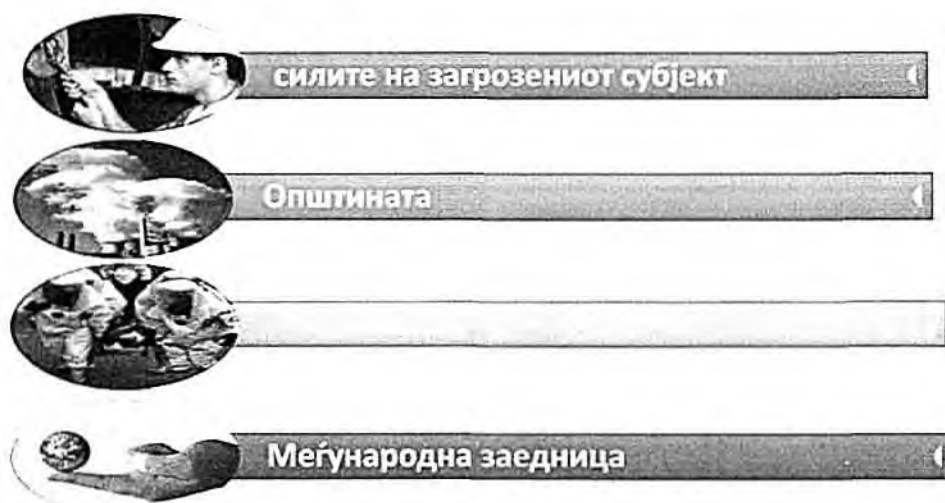 силите на загрозениот субјект
Општината
Меѓународна заедница